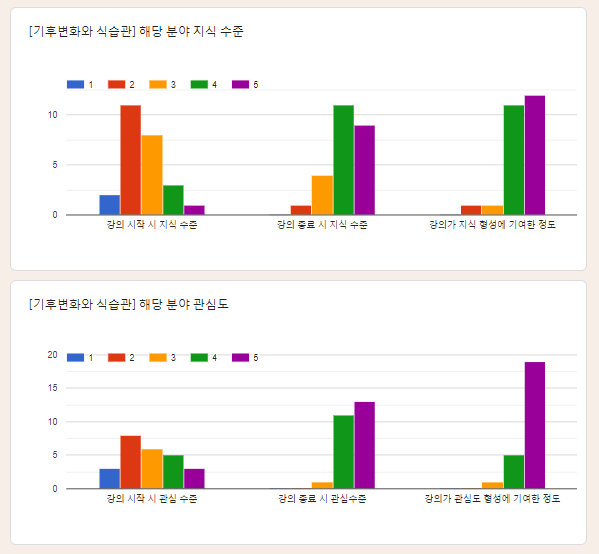 [기후변화와 식습관] 해당 분야 지식 수준
1 2 3 4 5
10
5
0
강의 시작 시 지식 수준 강의 종료 시 지식 수준 강의가 지식 형성에 기여한 정도
[기후변화와 식습관] 해당 분야 관심도
20 1 2 3 4 5
15
10
5
0
강의 시작 시 관심 수준 강의 종료 시 관심수준 강의가 관심도 형성에 기여한 정도